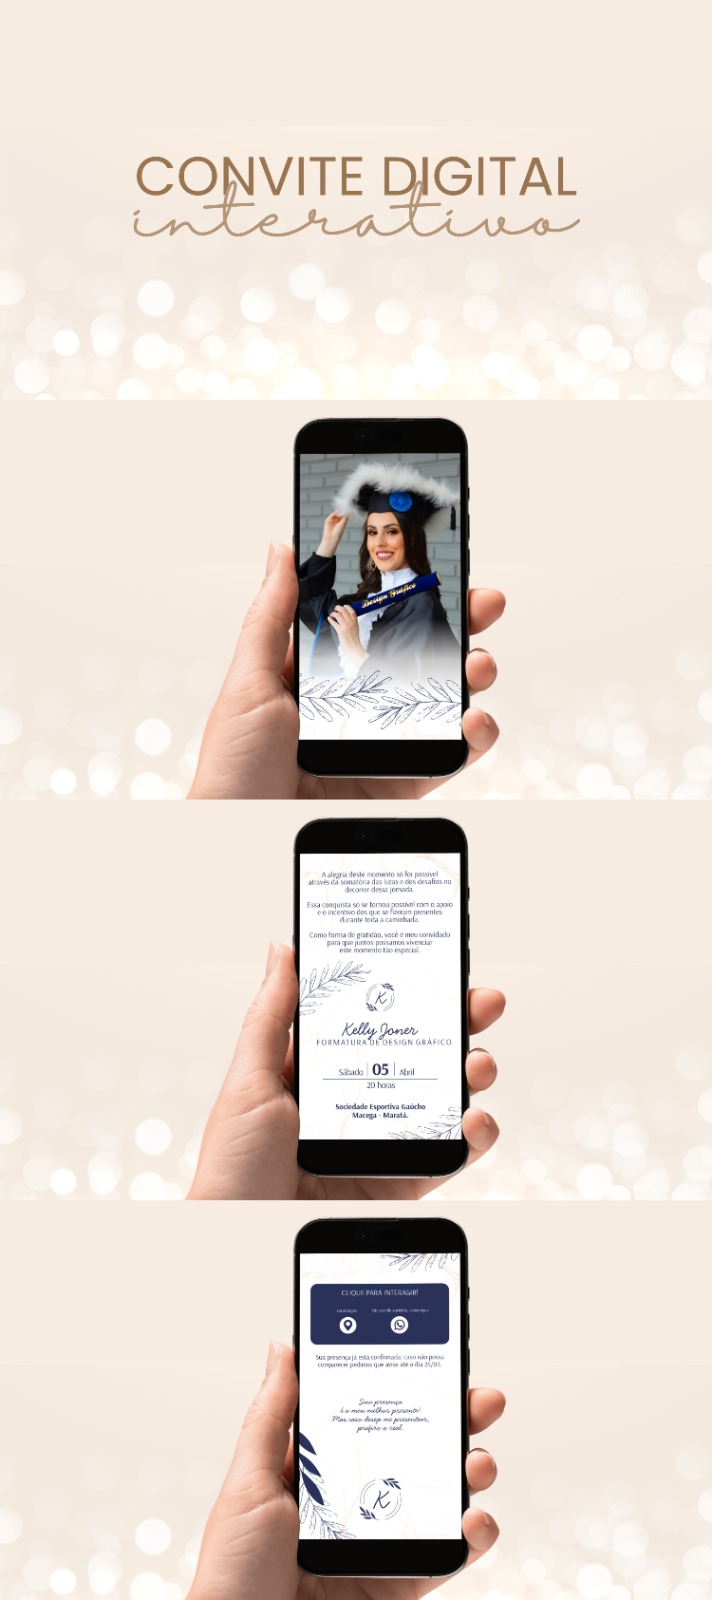 CONVITE DIGITAL
interativo
Design Gráfico
A alegria deste momento só foi possível
através da somatória das lutas e dos desafios no
decorrer dessa jornada.
Essa conquista só se tornou possível com o apoio
e o incentivo dos que se fizeram presentes
durante toda a caminhada.
Como forma de gratidão, você é meu convidado
para que juntos possamos vivenciar
este momento tão especial.
K
Kelly Joner
FORMATURA DE DESIGN GRÁFICO
Sábado 05 Abril
20 horas
Sociedade Esportiva Gaúcho
Macega - Maratá.
CLIQUE PARA INTERAGIR!
Localização
Sua presença já está confirmada, caso não possa
comparecer pedimos que avise até o dia
Sua presença
é o meu melhor presente!
Mas caso deseje me presentear,
prefiro o real.
K